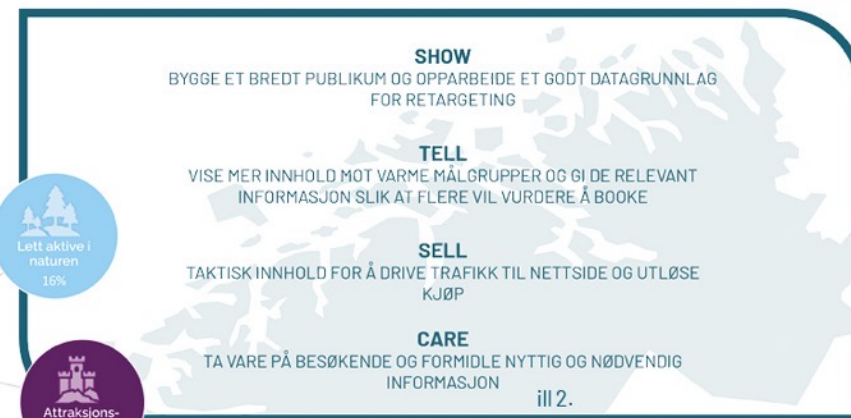 SHOW
BYGGE ET BREDT PUBLIKUM OG OPPARBEIDE ET GODT DATAGRUNNLAG
FOR RETARGETING
TELL
VISE MER INNHOLD MOT VARME MÅLGRUPPER OG GI DE RELEVANT
INFORMASJON SLIK AT FLERE VIL VURDERE Å BOOKE
Lett aktive i
naturen
16%
SELL
TAKTISK INNHOLD FOR Å DRIVE TRAFIKK TIL NETTSIDE OG UTLØSE
KJØP
CARE
TA VARE PÅ BESØKENDE OG FORMIDLE NYTTIG OG NØDVENDIG
INFORMASJON
ill 2.
Attraksjons-